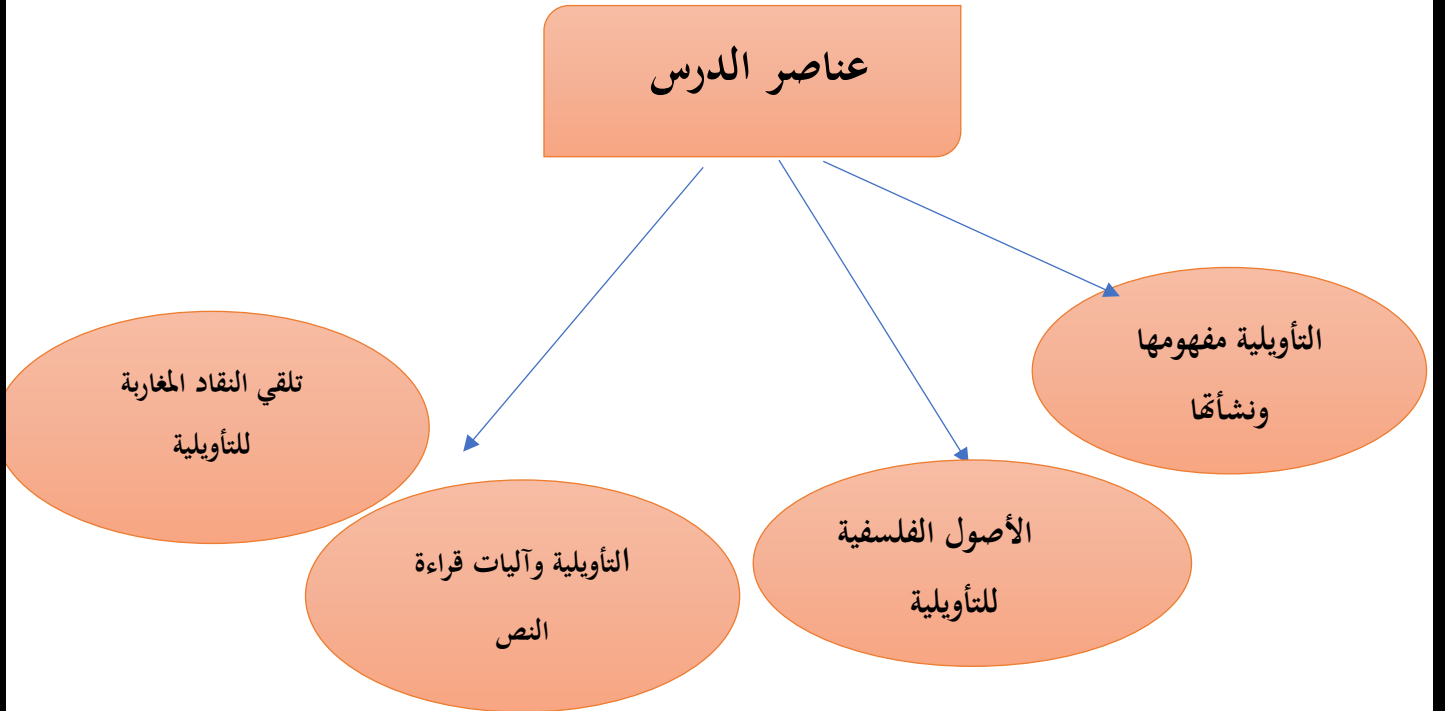 عناصر الدرس
التأويلية مفهومها
ونشأتها
الأصول الفلسفية
للتأويلية
التأويلية وآليات قراءة
النص
تلقي النقاد المغاربة
للتأويلية